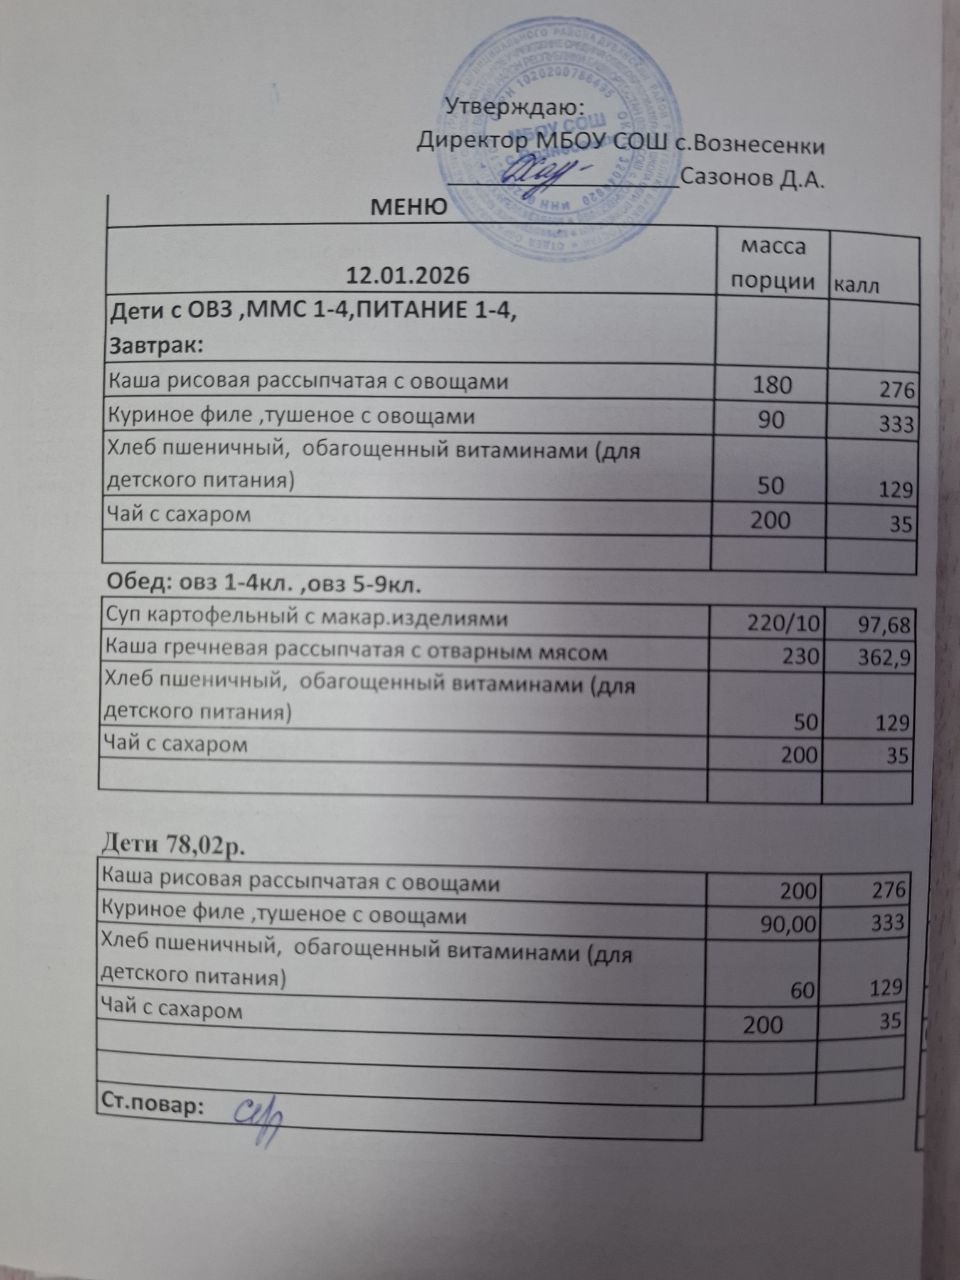 Утверждаю:
Директор МБОУ СОШ с.Вознесенки
Сазонов Д.А.
МБОУ СОШ
МЕНЮ
12.01.2026 масса порции калл
Дети с ОВЗ ,ММС 1-4,ПИТАНИЕ 1-4,
Завтрак:
Каша рисовая рассыпчатая с овощами 180 276
Куриное филе ,тушеное с овощами 90 333
Хлеб пшеничный, обагощенный витаминами (для
детского питания) 50 129
Чай с сахаром 200 35
Обед: овз 1-4кл. ,овз 5-9кл.
Суп картофельный с макар.изделиями 220/10 97,68
Каша гречневая рассыпчатая с отварным мясом 230 362,9
Хлеб пшеничный, обагощенный витаминами (для
детского питания) 50 129
Чай с сахаром 200 35
Дети 78,02р.
Каша рисовая рассыпчатая с овощами 200 276
Куриное филе ,тушеное с овощами 90,00 333
Хлеб пшеничный, обагощенный витаминами (для
детского питания) 60 129
Чай с сахаром 200 35
Ст.повар: